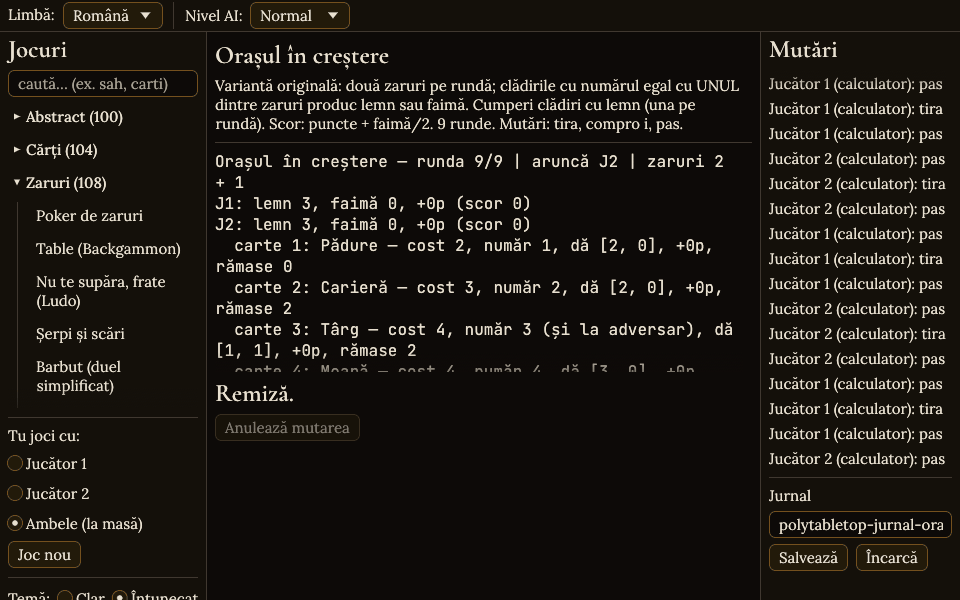 Limbă: Română ▼ Nivel AI: Normal ▼
Jocuri
caută... (ex. sah, carti)
▸ Abstract (100)
▸ Cărți (104)
▾ Zaruri (108)
Poker de zaruri
Table (Backgammon)
Nu te supăra, frate
(Ludo)
Șerpi și scări
Barbut (duel
simplificat)
Tu joci cu:
Jucător 1
Jucător 2
Ambele (la masă)
Joc nou
Temă: Clar Întunecat
Orașul în creștere
Variantă originală: două zaruri pe rundă; clădirile cu numărul egal cu UNUL
dintre zaruri produc lemn sau faimă. Cumperi clădiri cu lemn (una pe
rundă). Scor: puncte + faimă/2. 9 runde. Mutări: tira, compro i, pas.
Orașul în creștere — runda 9/9 | aruncă J2 | zaruri 2
+ 1
J1: lemn 3, faimă 0, +0p (scor 0)
J2: lemn 3, faimă 0, +0p (scor 0)
carte 1: Pădure — cost 2, număr 1, dă [2, 0], +0p,
rămase 0
carte 2: Carieră — cost 3, număr 2, dă [2, 0], +0p,
rămase 2
carte 3: Târg — cost 4, număr 3 (și la adversar), dă
[1, 1], +0p, rămase 2
carte 4: Moară — cost 4, număr 4, dă [3, 0], +0p,
Remiză.
Anulează mutarea
Mutări
Jucător 1 (calculator): pas
Jucător 1 (calculator): tira
Jucător 1 (calculator): pas
Jucător 2 (calculator): pas
Jucător 2 (calculator): tira
Jucător 2 (calculator): pas
Jucător 1 (calculator): pas
Jucător 1 (calculator): tira
Jucător 1 (calculator): pas
Jucător 2 (calculator): pas
Jucător 2 (calculator): tira
Jucător 2 (calculator): pas
Jucător 1 (calculator): pas
Jucător 1 (calculator): tira
Jucător 1 (calculator): pas
Jucător 2 (calculator): pas
Jurnal
polytabletop-jurnal-ora
Salvează Încarcă